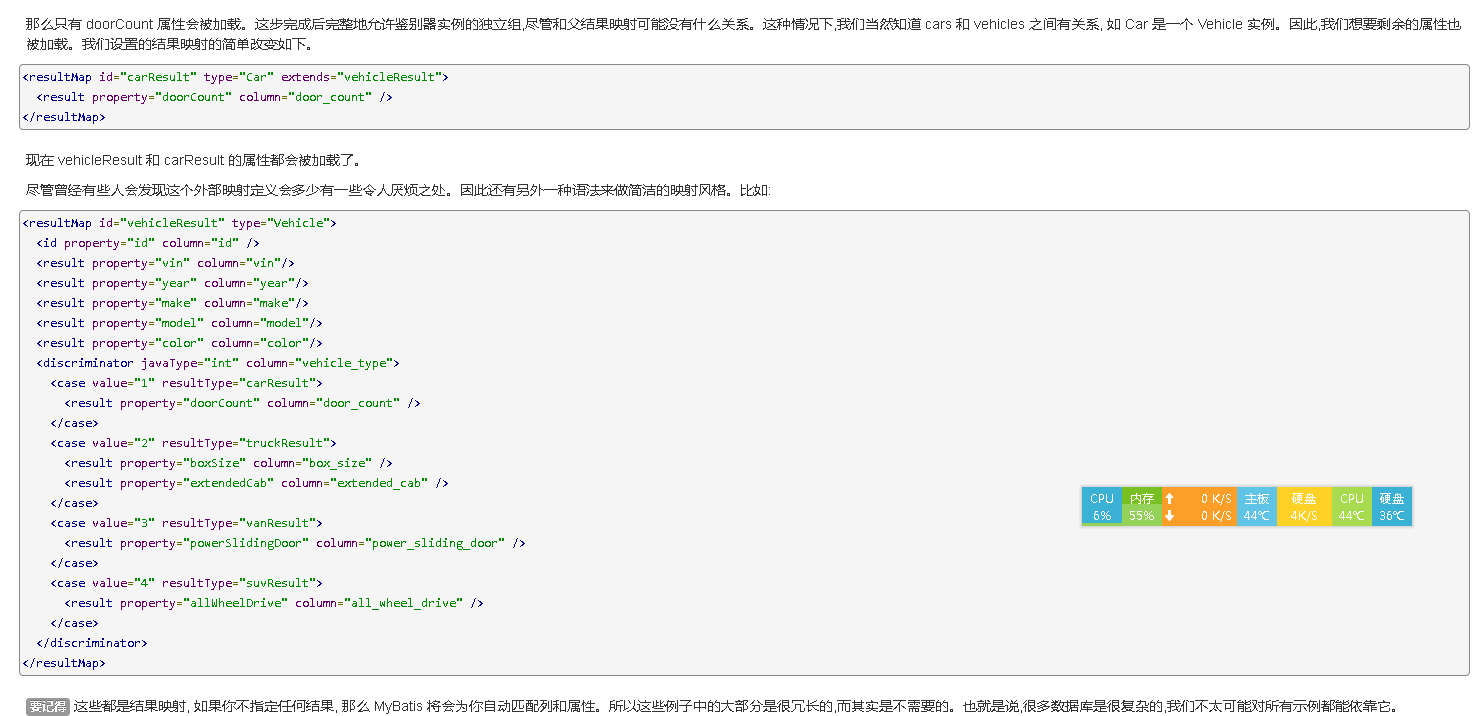 那么只有 doorCount 属性会被加载。这步完成后完整地允许鉴别器实例的独立组,尽管和父结果映射可能没有什么关系。这种情况下,我们当然知道 cars 和 vehicles 之间有关系, 如 Car 是一个 Vehicle 实例。因此,我们想要剩余的属性也
被加载。我们设置的结果映射的简单改变如下。
<resultMap id="carResult" type="Car" extends="vehicleResult">
  <result property="doorCount" column="door_count" />
</resultMap>
现在 vehicleResult 和 carResult 的属性都会被加载了。
尽管曾经有些人会发现这个外部映射定义会多少有一些令人厌烦之处。因此还有另外一种语法来做简洁的映射风格。比如:
<resultMap id="vehicleResult" type="Vehicle">
  <id property="id" column="id" />
  <result property="vin" column="vin"/>
  <result property="year" column="year"/>
  <result property="make" column="make"/>
  <result property="model" column="model"/>
  <result property="color" column="color"/>
  <discriminator javaType="int" column="vehicle_type">
    <case value="1" resultType="carResult">
      <result property="doorCount" column="door_count" />
    </case>
    <case value="2" resultType="truckResult">
      <result property="boxSize" column="box_size" />
      <result property="extendedCab" column="extended_cab" />
    </case>
    <case value="3" resultType="vanResult">
      <result property="powerSlidingDoor" column="power_sliding_door" />
    </case>
    <case value="4" resultType="suvResult">
      <result property="allWheelDrive" column="all_wheel_drive" />
    </case>
  </discriminator>
</resultMap>
CPU 内存 ↑ 0 K/S 主板 硬盘 CPU 硬盘
6% 55% ↓ 0 K/S 44℃ 4K/S 44℃ 36℃
要记得 这些都是结果映射, 如果你不指定任何结果, 那么 MyBatis 将会为你自动匹配列和属性。所以这些例子中的大部分是很冗长的,而其实是不需要的。也就是说,很多数据库是很复杂的,我们不太可能对所有示例都能依靠它。